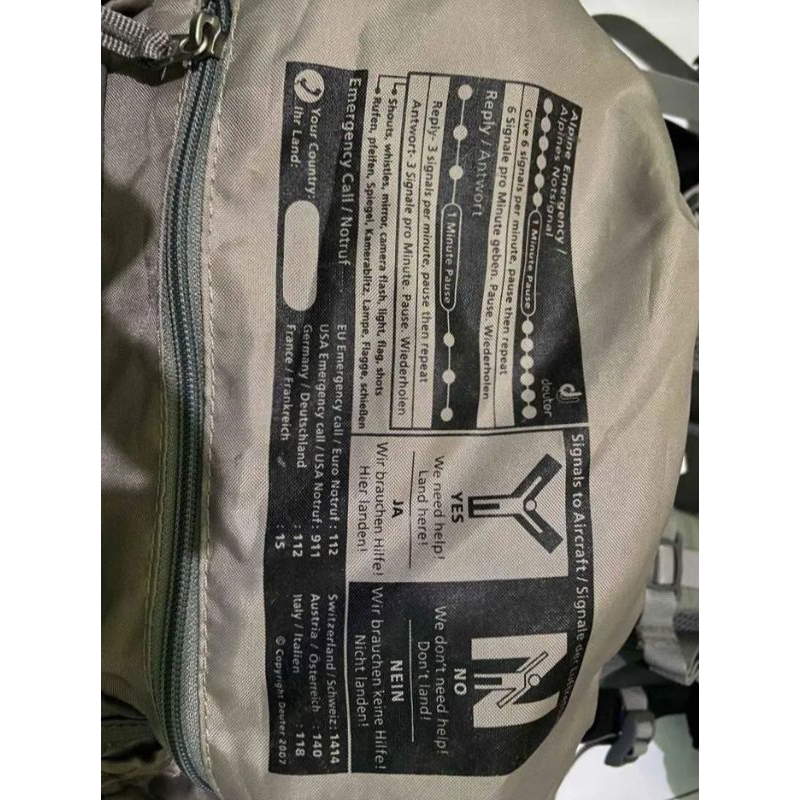 Alpine Emergency /
Alpines Notsignal
deuter
1 Minute Pause
Give 6 signals per minute, pause then repeat
6 Signale pro Minute geben. Pause. Wiederholen
Reply / Antwort
1 Minute Pause
Reply- 3 signals per minute, pause then repeat
Antwort- 3 Signale pro Minute. Pause. Wiederholen
Shouts, whistles, mirror, camera flash, light, flag, shots
Rufen, pfeifen, Spiegel, Kamerablitz, Lampe, Flagge, schießen
Signals to Aircraft / Signale der
YES
We need help!
Land here!
JA
Wir brauchen Hilfe!
Hier landen!
N
NO
We don't need help!
Don't land!
NEIN
Wir brauchen keine Hilfe!
Nicht landen!
Emergency Call / Notruf
Your Country:
Ihr Land:
EU Emergency call / Euro Notruf : 112
USA Emergency call / USA Notruf : 911
Germany / Deutschland : 112
France / Frankreich : 15
Switzerland / Schweiz : 1414
Austria / Österreich : 140
Italy / Italien : 118
© Copyright Deuter 2007